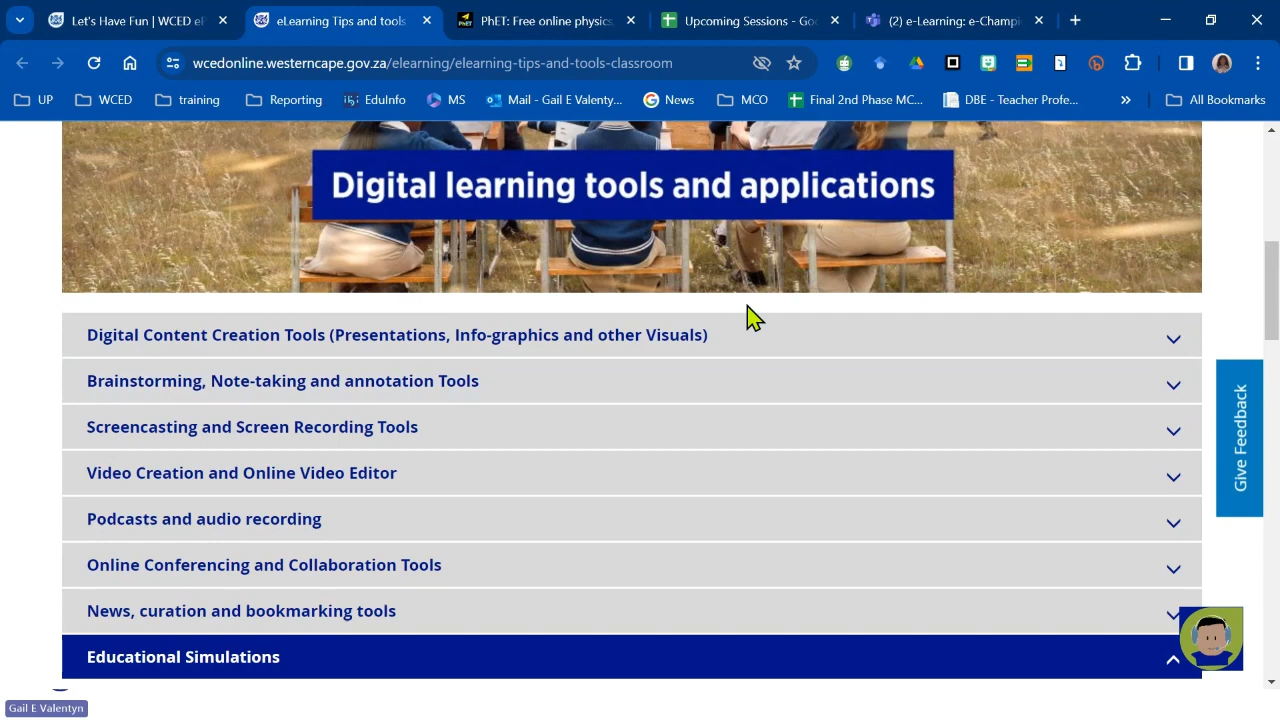 Let's Have Fun | WCED eP
eLearning Tips and tools
PhET: Free online physics
Upcoming Sessions - Goo
(2) e-Learning: e-Champi
wcedonline.westerncape.gov.za/elearning/elearning-tips-and-tools-classroom
UP
WCED
training
Reporting
EduInfo
MS
Mail - Gail E Valenty...
News
MCO
Final 2nd Phase MC...
DBE - Teacher Profe...
All Bookmarks
Digital learning tools and applications
Digital Content Creation Tools (Presentations, Info-graphics and other Visuals)
Brainstorming, Note-taking and annotation Tools
Screencasting and Screen Recording Tools
Video Creation and Online Video Editor
Podcasts and audio recording
Online Conferencing and Collaboration Tools
News, curation and bookmarking tools
Educational Simulations
Give Feedback
Gail E Valentyn